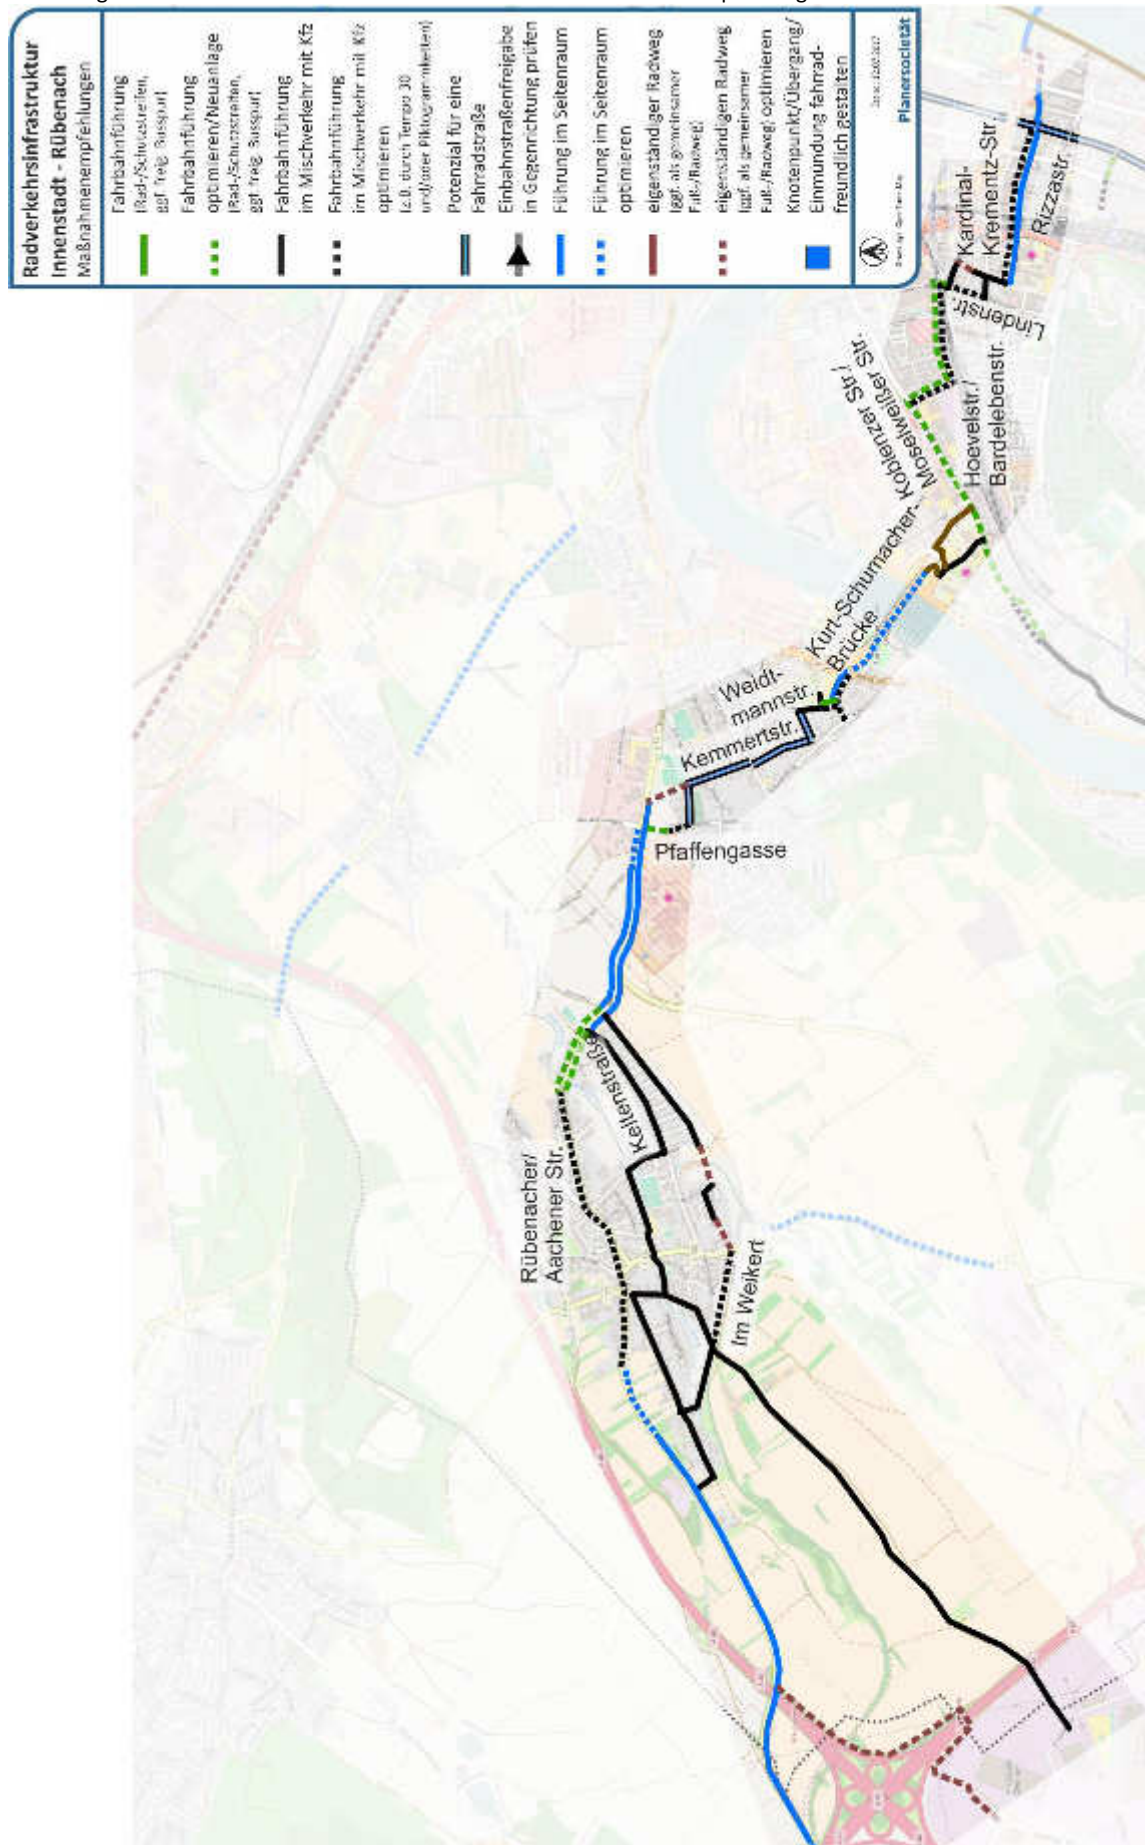 Radverkehrsinfrastruktur
Innenstadt - Rübenach
Maßnahmenempfehlungen
Fahrbahnführung
(Rad-/Schutzstreifen,
ggf. freig. Busspur)
Fahrbahnführung
optimieren/Neuanlage
(Rad-/Schutzstreifen,
ggf. freig. Busspur)
Fahrbahnführung
im Mischverkehr mit Kfz
Fahrbahnführung
im Mischverkehr mit Kfz
optimieren
(z.B. durch Tempo 30
und/oder Piktogrammketten)
Potenzial für eine
Fahrradstraße
Einbahnstraßenfreigabe
in Gegenrichtung prüfen
Führung im Seitenraum
Führung im Seitenraum
optimieren
eigenständiger Radweg
(ggf. als gemeinsamer
Fuß-/Radweg)
eigenständigen Radweg
(ggf. als gemeinsamer
Fuß-/Radweg) optimieren
Knotenpunkt/Übergang/
Einmündung fahrrad-
freundlich gestalten
Planersocietät
Kardinal-
Krementz-Str.
Rizzastr.
Lindenstr.
Koblenzer Str./
Moselweißer Str.
Hoevelstr./
Bardelebenstr.
Kurt-Schumacher-
Brücke
Weidt-
mannstr.
Kemmertstr.
Pfaffengasse
Keltenstraße
Rübenacher/
Aachener Str.
Im Weikert